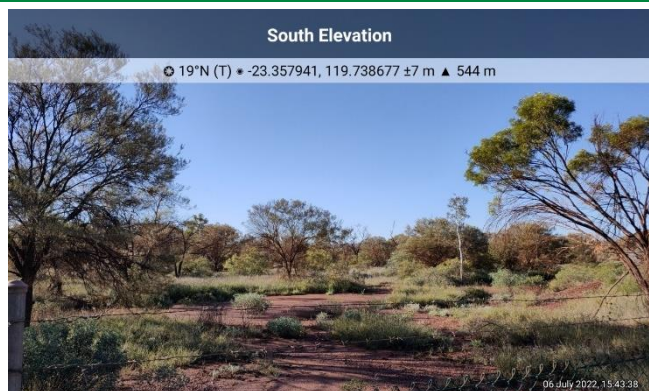 South Elevation
19°N (T) ● -23.357941, 119.738677 ±7 m ▲ 544 m
06 July 2022, 15:43:38